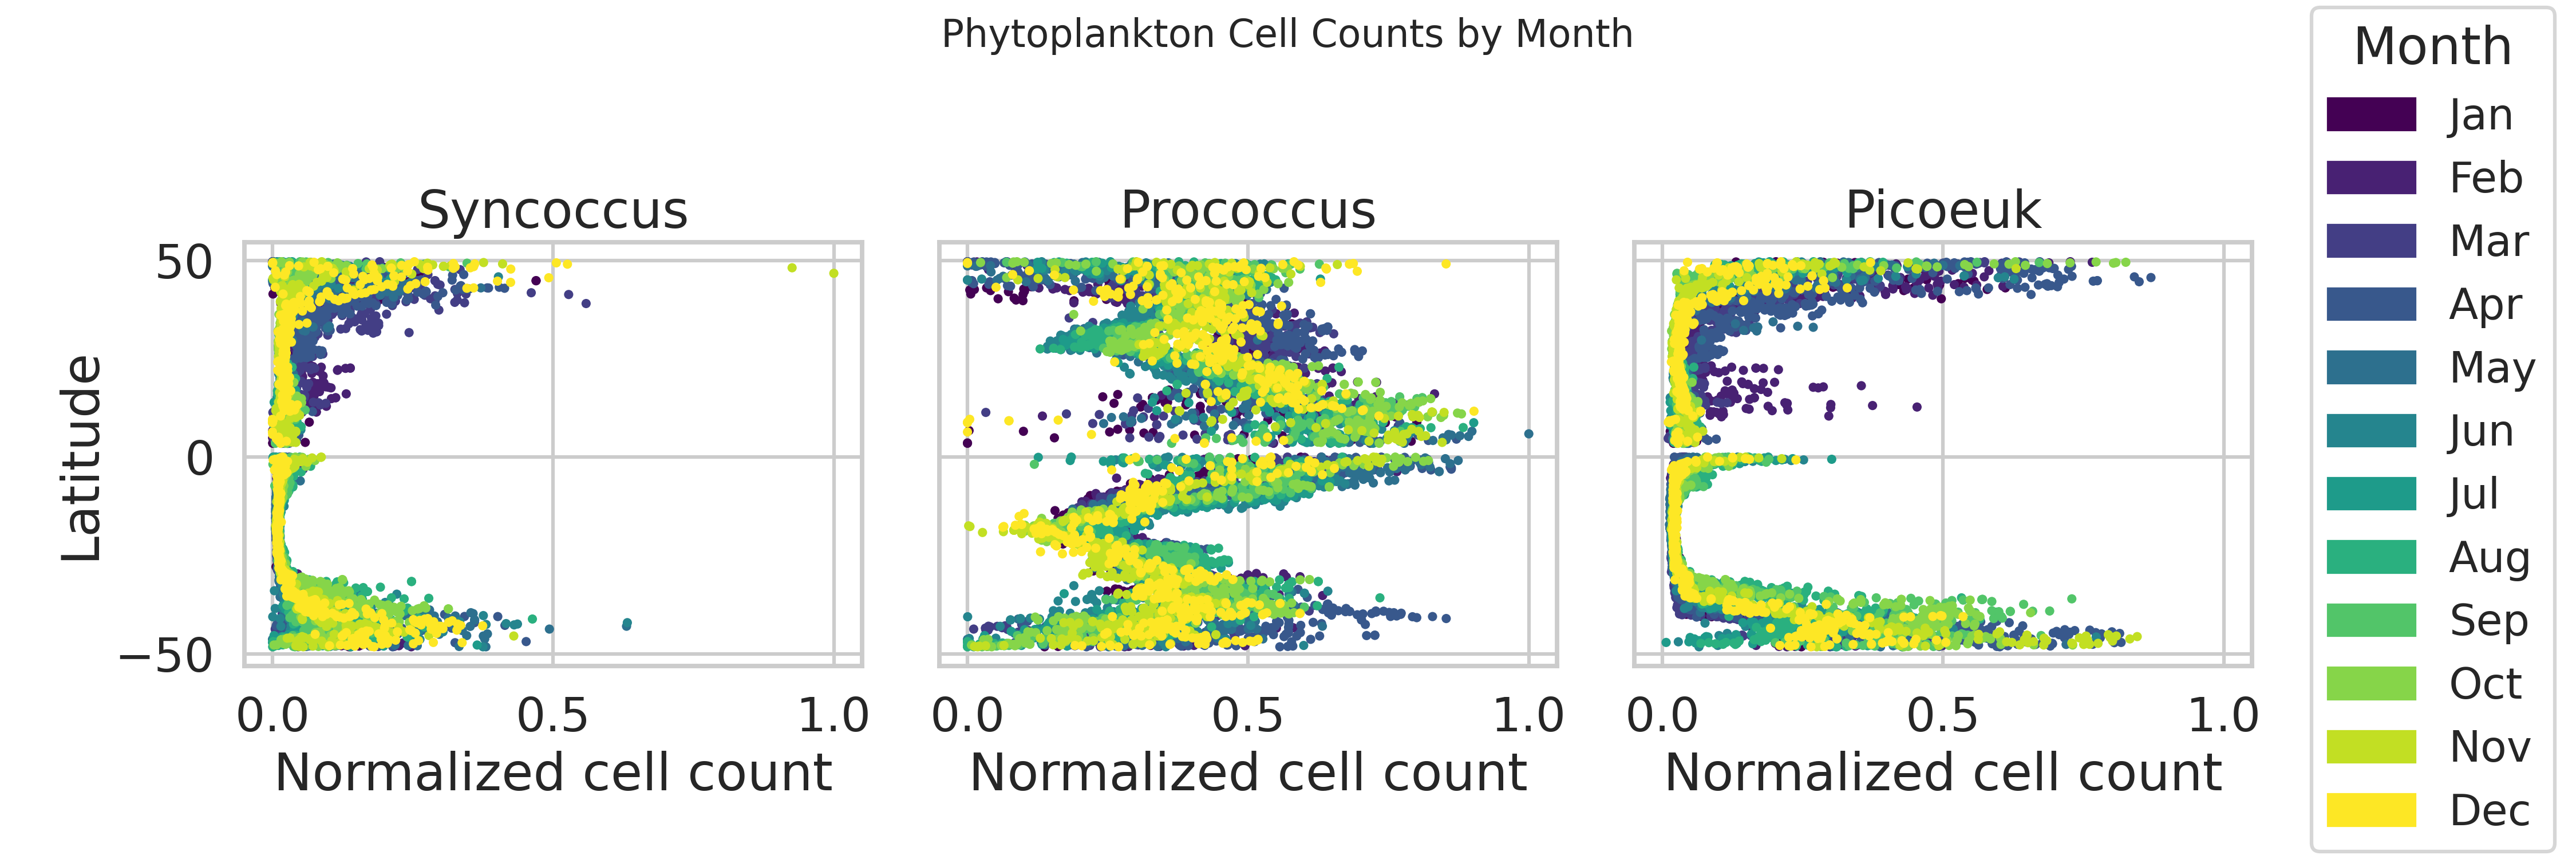 Phytoplankton Cell Counts by Month
Syncoccus
Prococcus
Picoeuk
Latitude
50
0
−50
0.0 0.5 1.0
0.0 0.5 1.0
0.0 0.5 1.0
Normalized cell count
Normalized cell count
Normalized cell count
Month
Jan
Feb
Mar
Apr
May
Jun
Jul
Aug
Sep
Oct
Nov
Dec